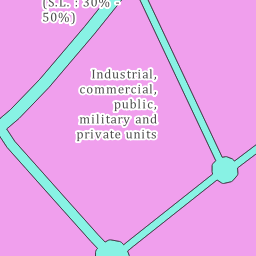 (S.L. : 30% -
50%)
Industrial,
commercial,
public,
military and
private units